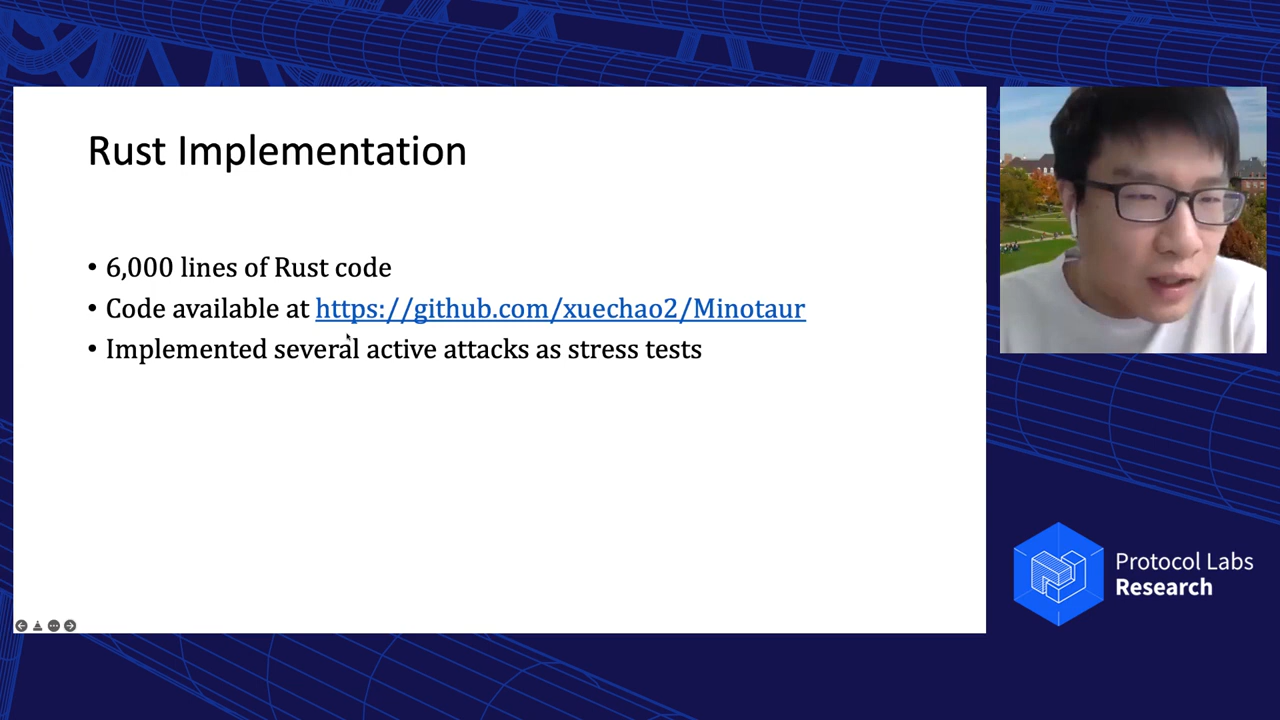 Rust Implementation
• 6,000 lines of Rust code
• Code available at https://github.com/xuechao2/Minotaur
• Implemented several active attacks as stress tests
Protocol Labs
Research